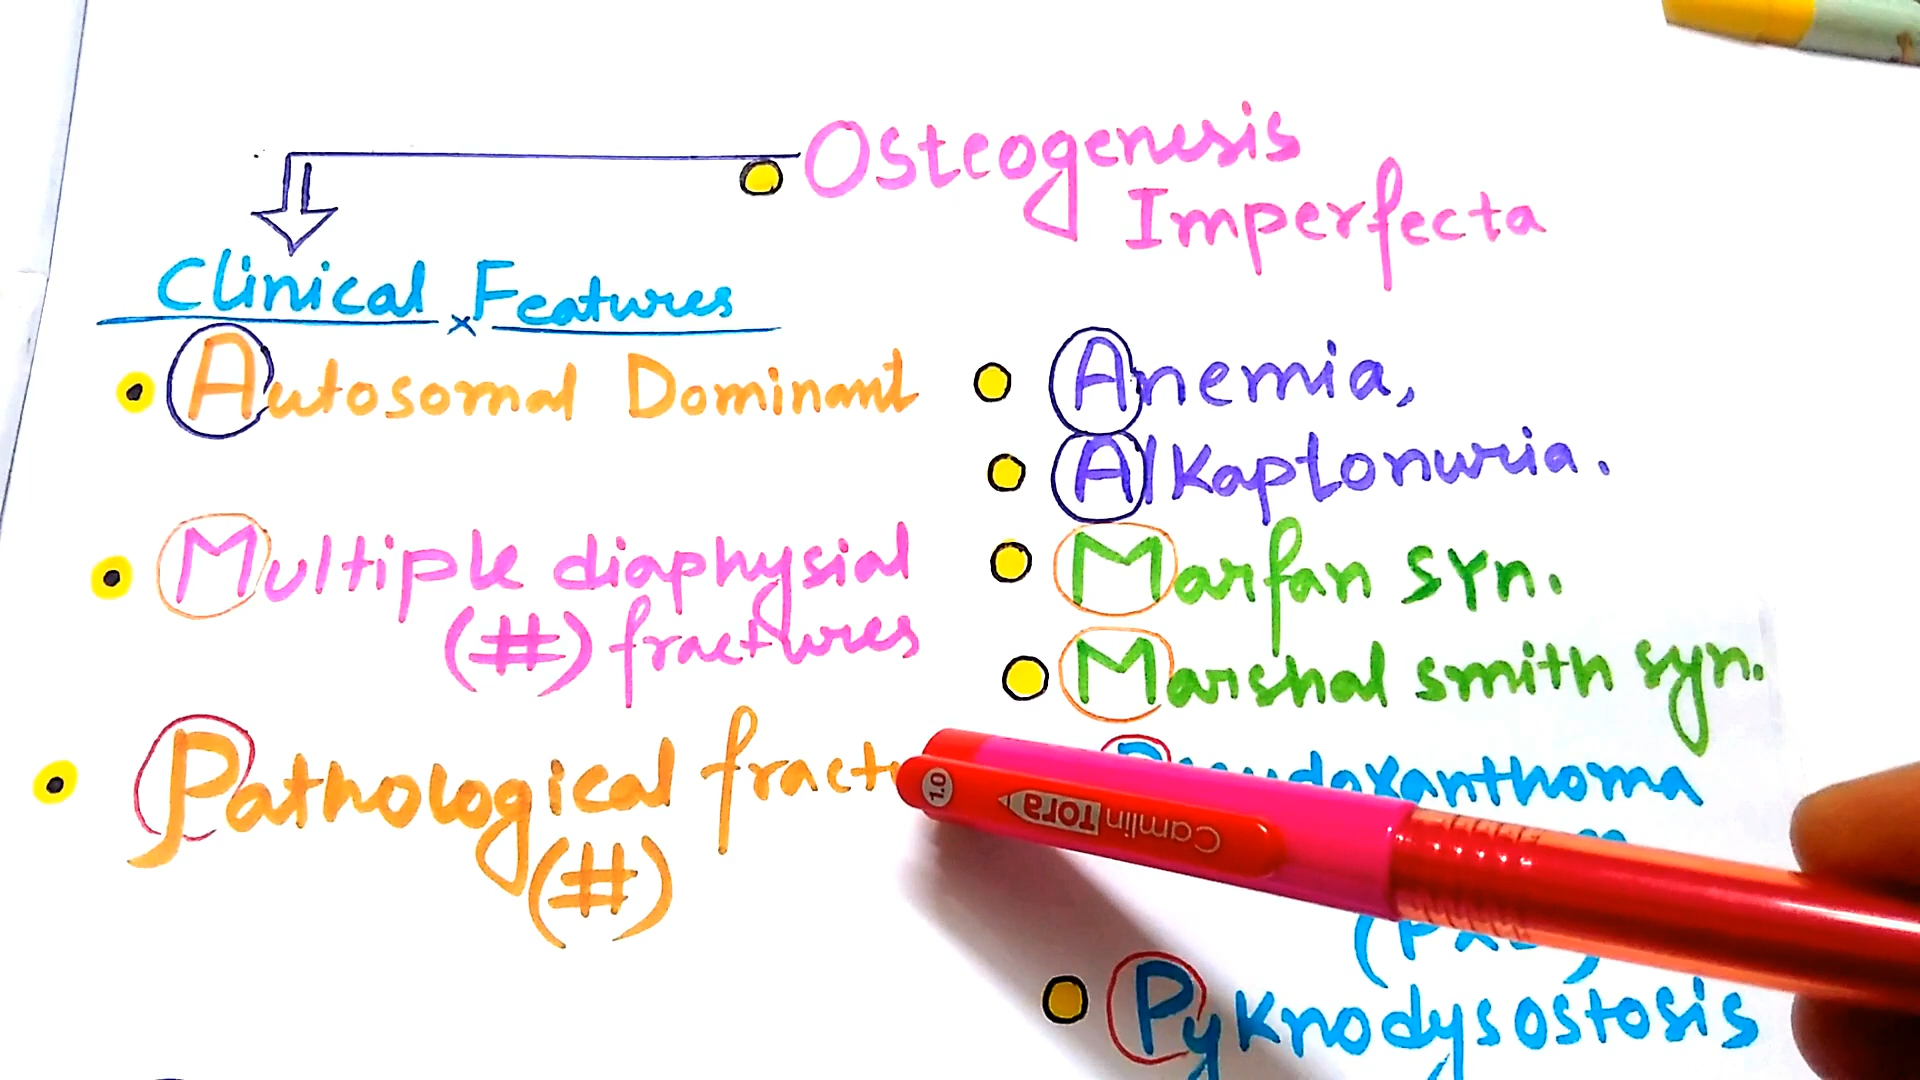 Osteogenesis
Imperfecta
Clinical Features
Autosomal Dominant
Multiple diaphysial
(#) fractures
Pathological
(#)
Anemia,
Alkaptonuria.
Marfan syn.
Marshal smith syn.
Pyknodysostosis
Camlin Tora
1.0